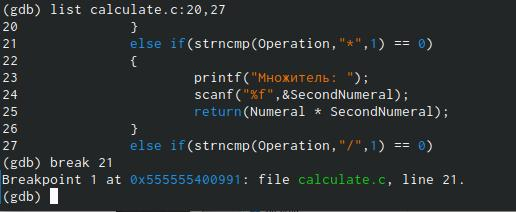 (gdb) list calculate.c:20,27
20 }
21 else if(strncmp(Operation,"*",1) == 0)
22 {
23 printf("Множитель: ");
24 scanf("%f",&SecondNumeral);
25 return(Numeral * SecondNumeral);
26 }
27 else if(strncmp(Operation,"/",1) == 0)
(gdb) break 21
Breakpoint 1 at 0x555555400991: file calculate.c, line 21.
(gdb)